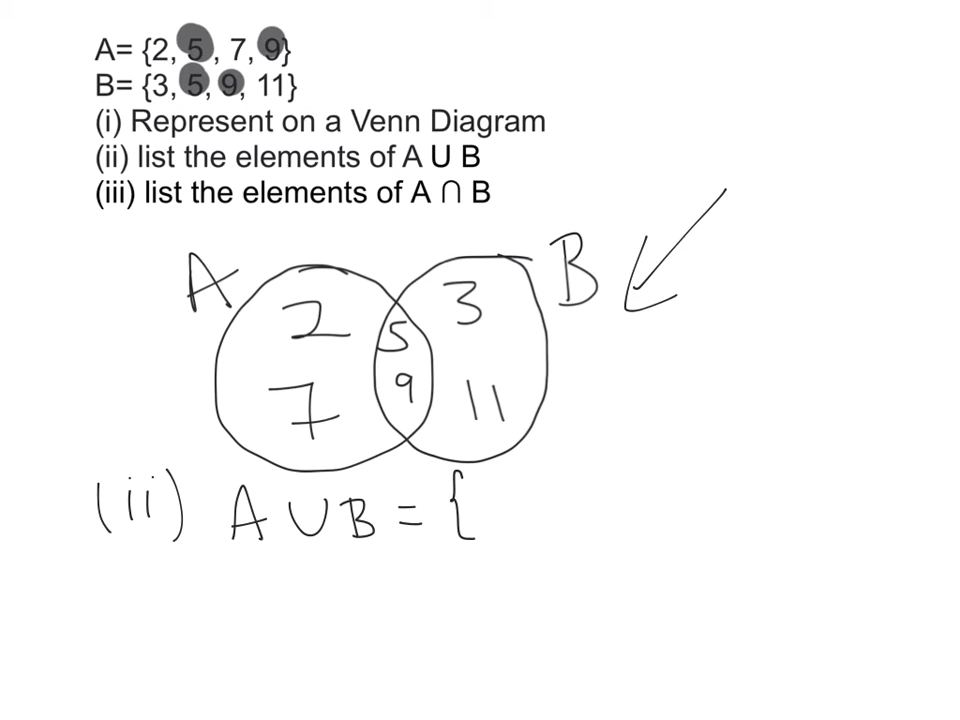 A= {2, 5 , 7, 9}
B= {3, 5, 9, 11}
(i) Represent on a Venn Diagram
(ii) list the elements of A U B
(iii) list the elements of A ∩ B
A B
2 5 3
7 9 11
(ii) A ∪ B = {